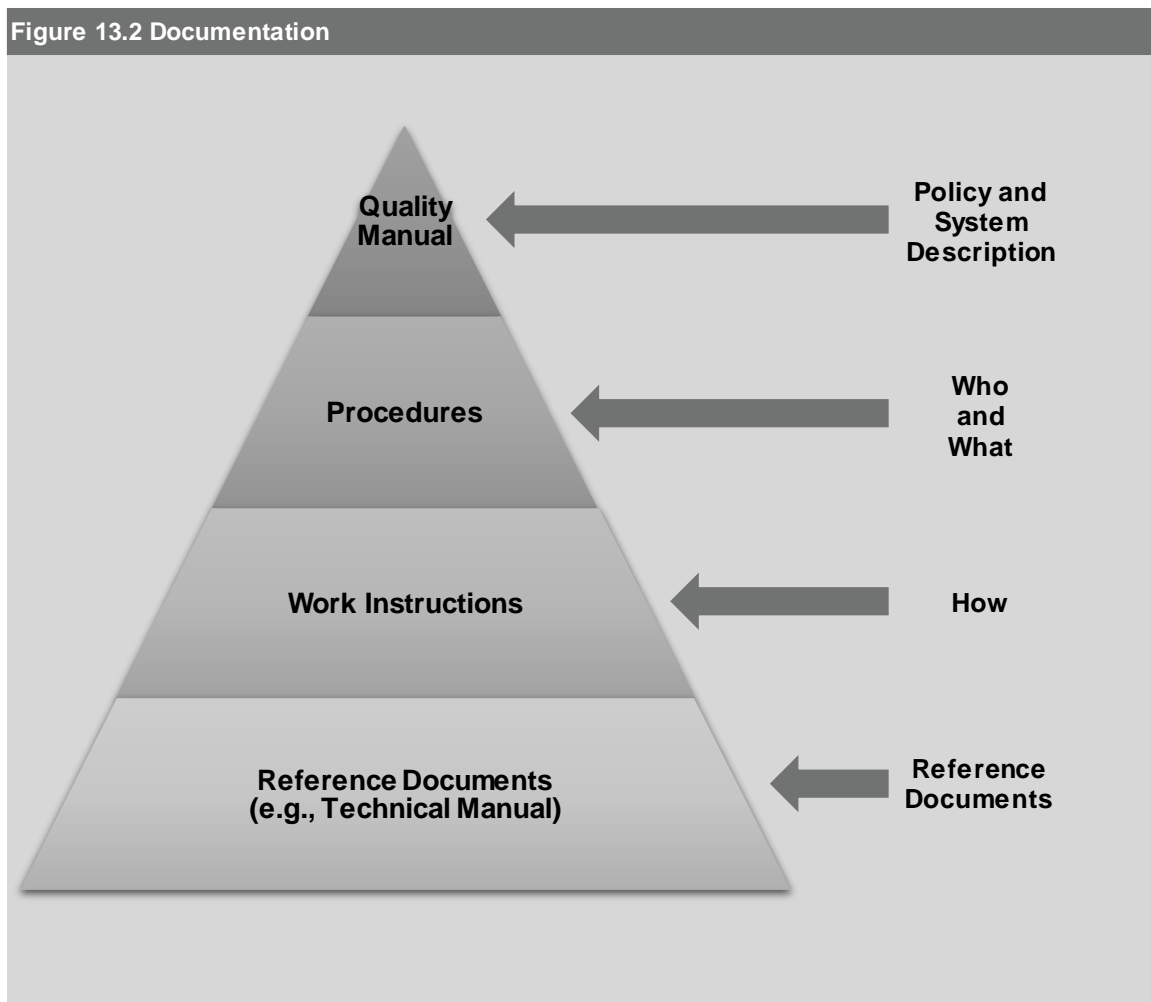 Figure 13.2 Documentation
Quality
Manual
Policy and
System
Description
Procedures
Who
and
What
Work Instructions
How
Reference Documents
(e.g., Technical Manual)
Reference
Documents